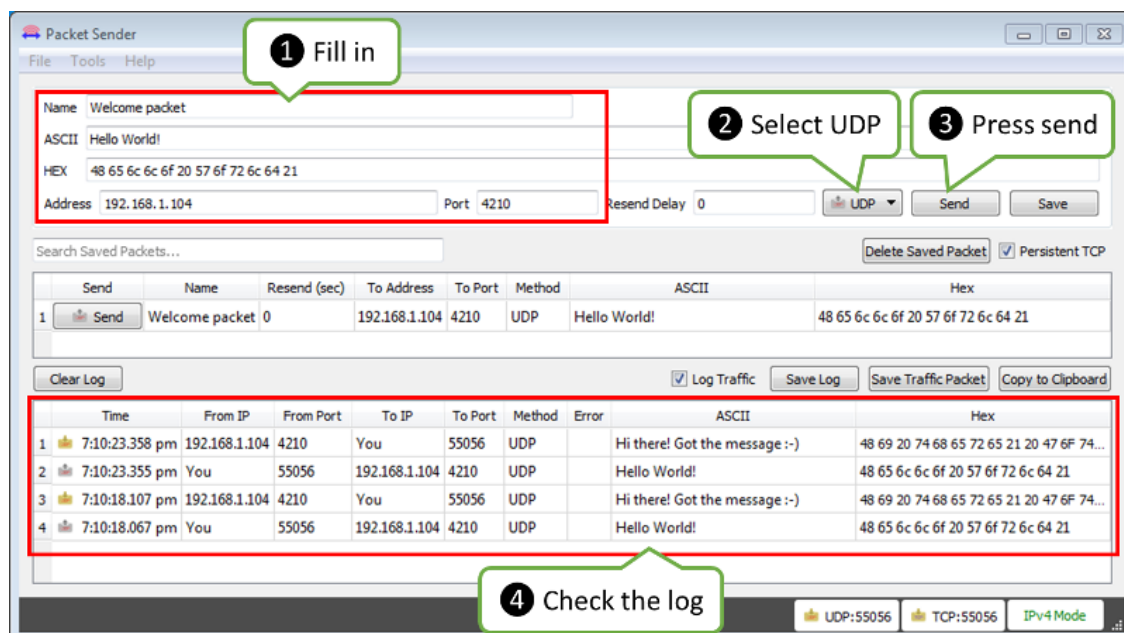 Packet Sender
File Tools Help
❶ Fill in
Name Welcome packet
ASCII Hello World!
HEX 48 65 6c 6c 6f 20 57 6f 72 6c 64 21
❷ Select UDP
❸ Press send
Address 192.168.1.104 Port 4210 Resend Delay 0 UDP Send Save
Search Saved Packets... Delete Saved Packet Persistent TCP
Send Name Resend (sec) To Address To Port Method ASCII Hex
1 Send Welcome packet 0 192.168.1.104 4210 UDP Hello World! 48 65 6c 6c 6f 20 57 6f 72 6c 64 21
Clear Log Log Traffic Save Log Save Traffic Packet Copy to Clipboard
Time From IP From Port To IP To Port Method Error ASCII Hex
1 7:10:23.358 pm 192.168.1.104 4210 You 55056 UDP Hi there! Got the message :-) 48 69 20 74 68 65 72 65 21 20 47 6F 74...
2 7:10:23.355 pm You 55056 192.168.1.104 4210 UDP Hello World! 48 65 6c 6c 6f 20 57 6f 72 6c 64 21
3 7:10:18.107 pm 192.168.1.104 4210 You 55056 UDP Hi there! Got the message :-) 48 69 20 74 68 65 72 65 21 20 47 6F 74...
4 7:10:18.067 pm You 55056 192.168.1.104 4210 UDP Hello World! 48 65 6c 6c 6f 20 57 6f 72 6c 64 21
❹ Check the log
UDP:55056 TCP:55056 IPv4 Mode